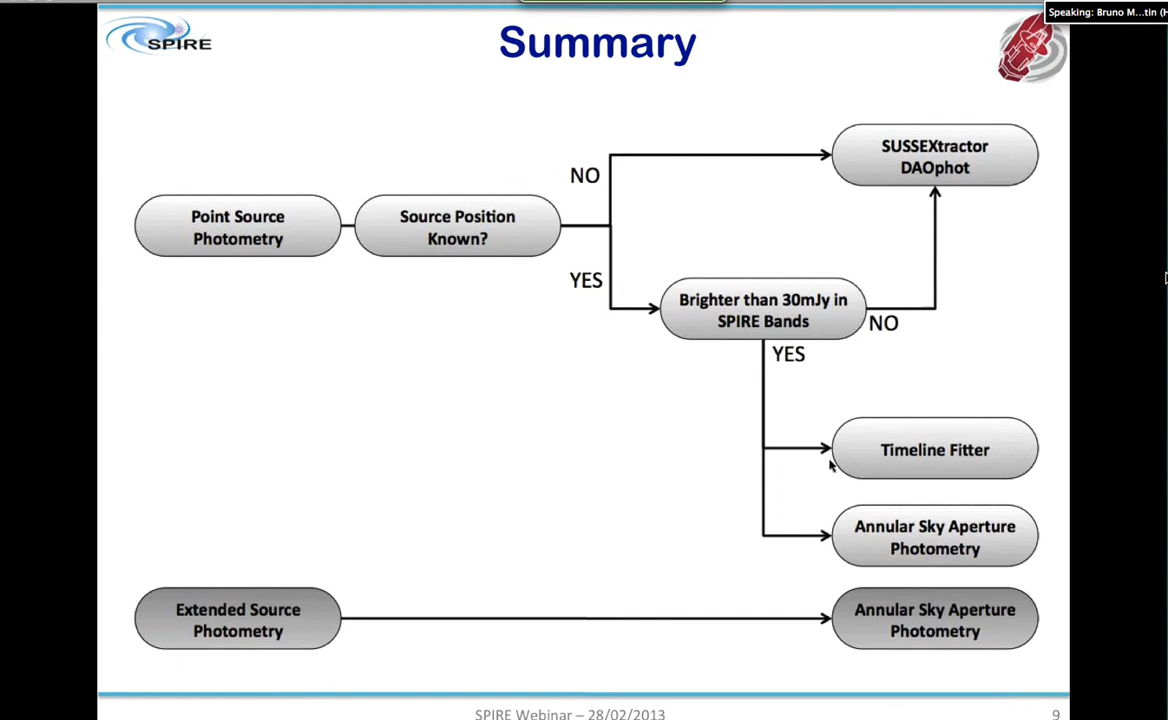 Speaking: Bruno M...tin (H
SPIRE
Summary
NO
SUSSEXtractor
DAOphot
Point Source
Photometry
Source Position
Known?
YES
Brighter than 30mJy in
SPIRE Bands
NO
YES
Timeline Fitter
Annular Sky Aperture
Photometry
Extended Source
Photometry
Annular Sky Aperture
Photometry
SPIRE Webinar – 28/02/2013
9